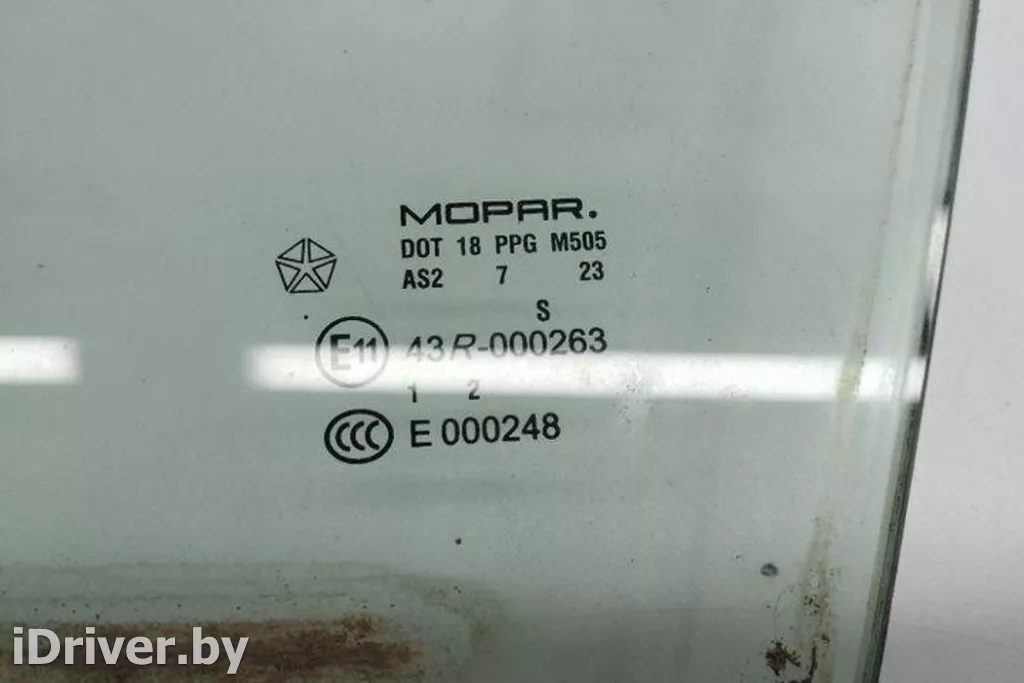 MOPAR.
DOT 18 PPG M505
AS2 7 23
S
E11 43R-000263
1 2
CCC E 000248
iDriver.by